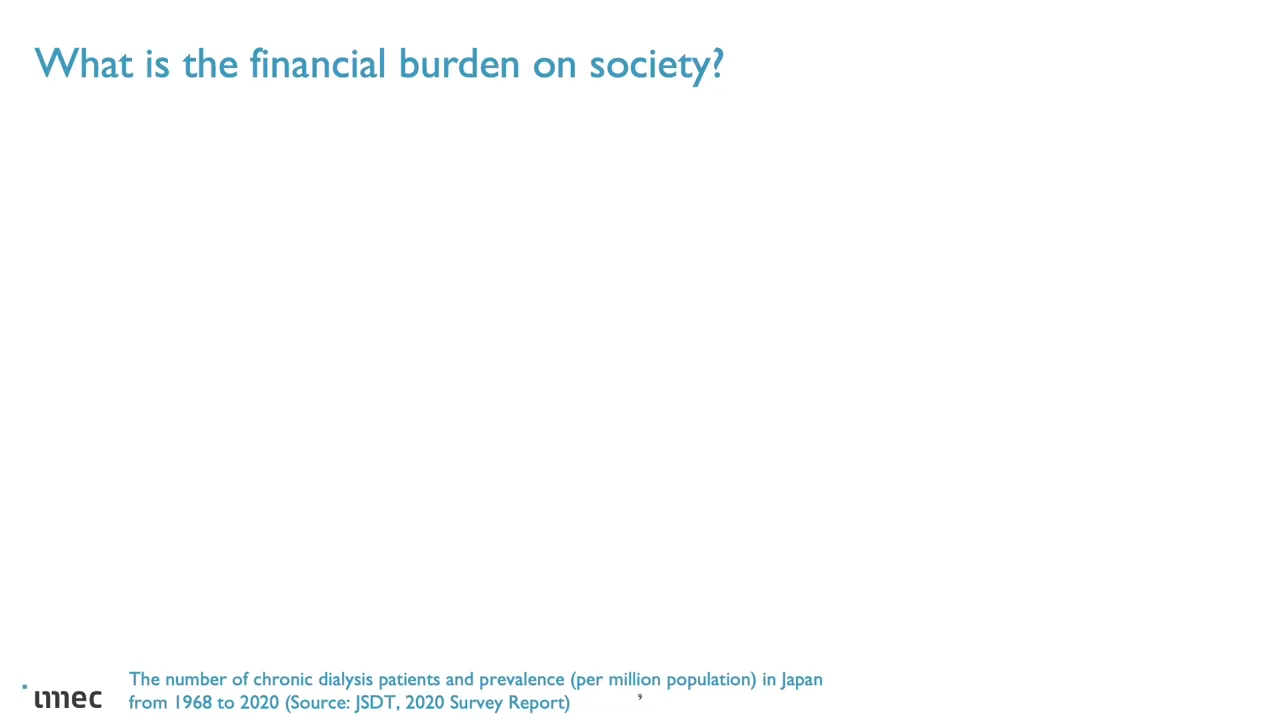 What is the financial burden on society?
The number of chronic dialysis patients and prevalence (per million population) in Japan
from 1968 to 2020 (Source: JSDT, 2020 Survey Report)
imec
9